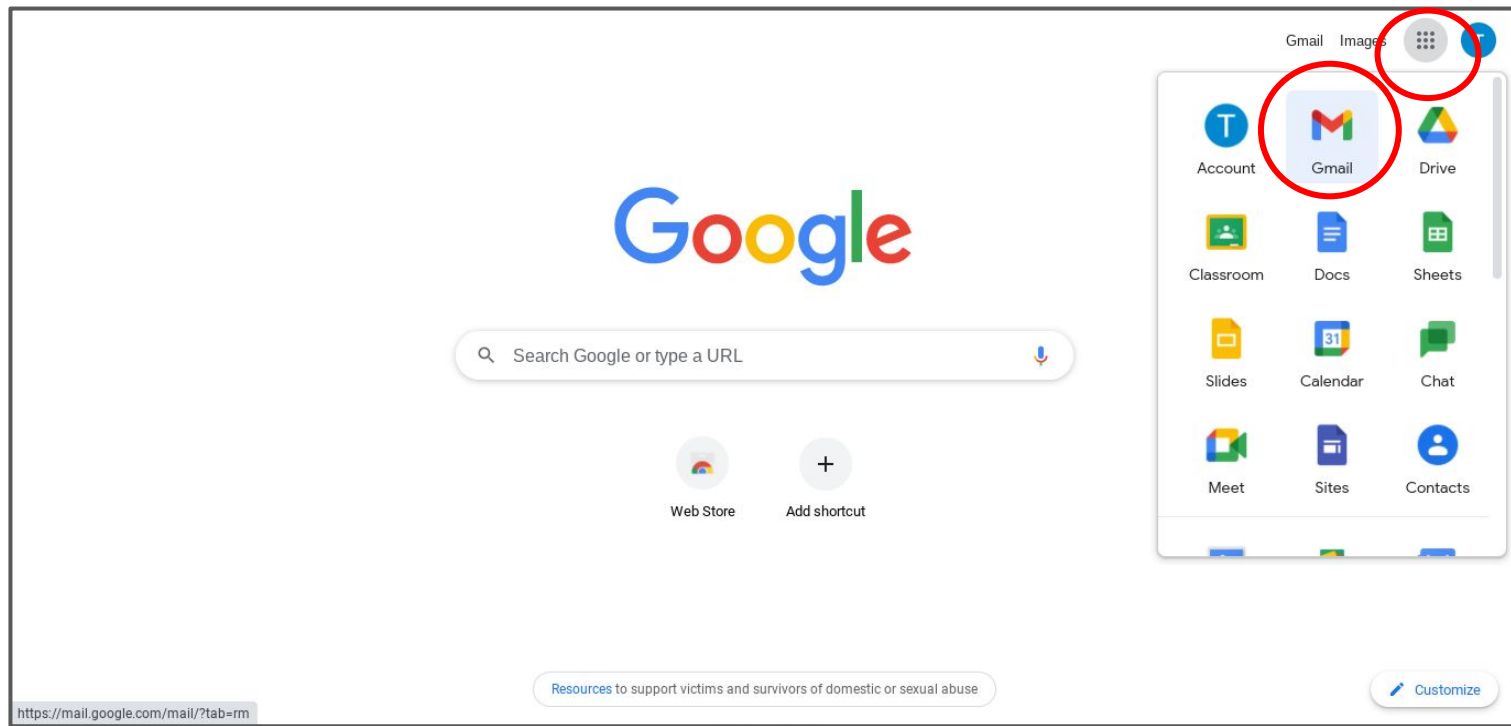 Gmail Images T
T
Account Gmail Drive
Google
Classroom Docs Sheets
31
Search Google or type a URL
Slides Calendar Chat
Meet Sites Contacts
Web Store Add shortcut
Resources to support victims and survivors of domestic or sexual abuse
Customize
https://mail.google.com/mail/?tab=rm